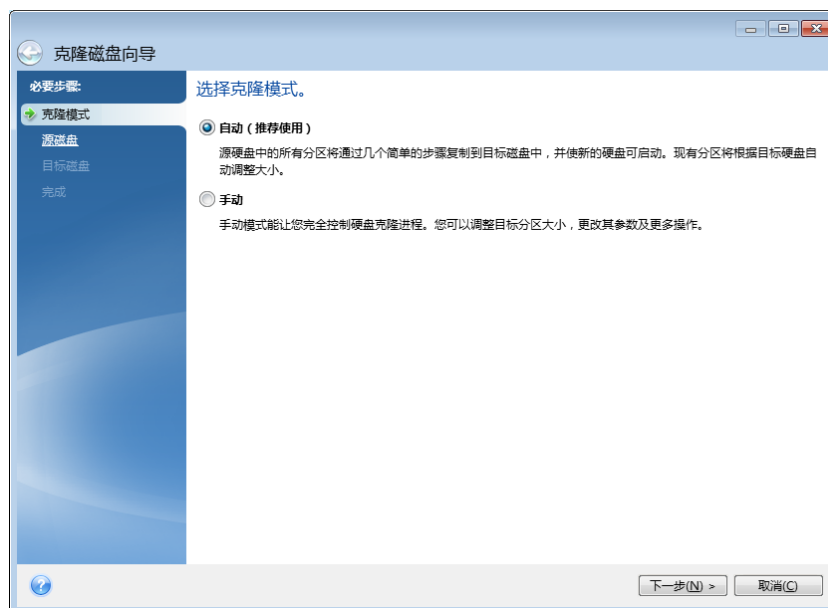 克隆磁盘向导
必要步骤:
克隆模式
源磁盘
目标磁盘
完成
选择克隆模式。
自动（推荐使用）
源硬盘中的所有分区将通过几个简单的步骤复制到目标磁盘中，并使新的硬盘可启动。现有分区将根据目标硬盘自
动调整大小。
手动
手动模式能让您完全控制硬盘克隆进程。您可以调整目标分区大小，更改其参数及更多操作。
下一步(N) >
取消(C)